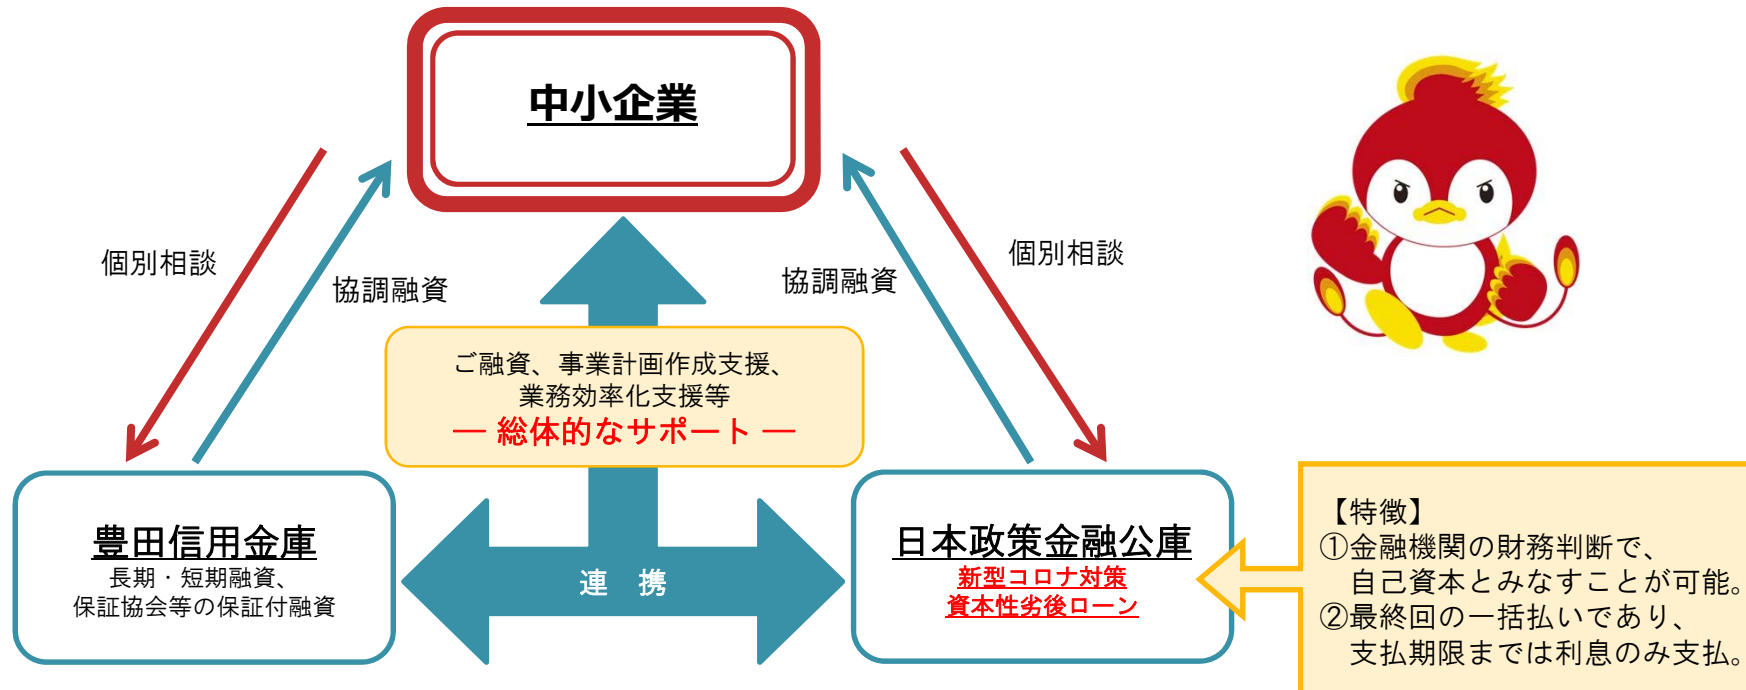 中小企業
個別相談
協調融資
協調融資
個別相談
ご融資、事業計画作成支援、
業務効率化支援等
― 総体的なサポート ―
豊田信用金庫
長期・短期融資、
保証協会等の保証付融資
連 携
日本政策金融公庫
新型コロナ対策
資本性劣後ローン
【特徴】
①金融機関の財務判断で、
自己資本とみなすことが可能。
②最終回の一括払いであり、
支払期限までは利息のみ支払。